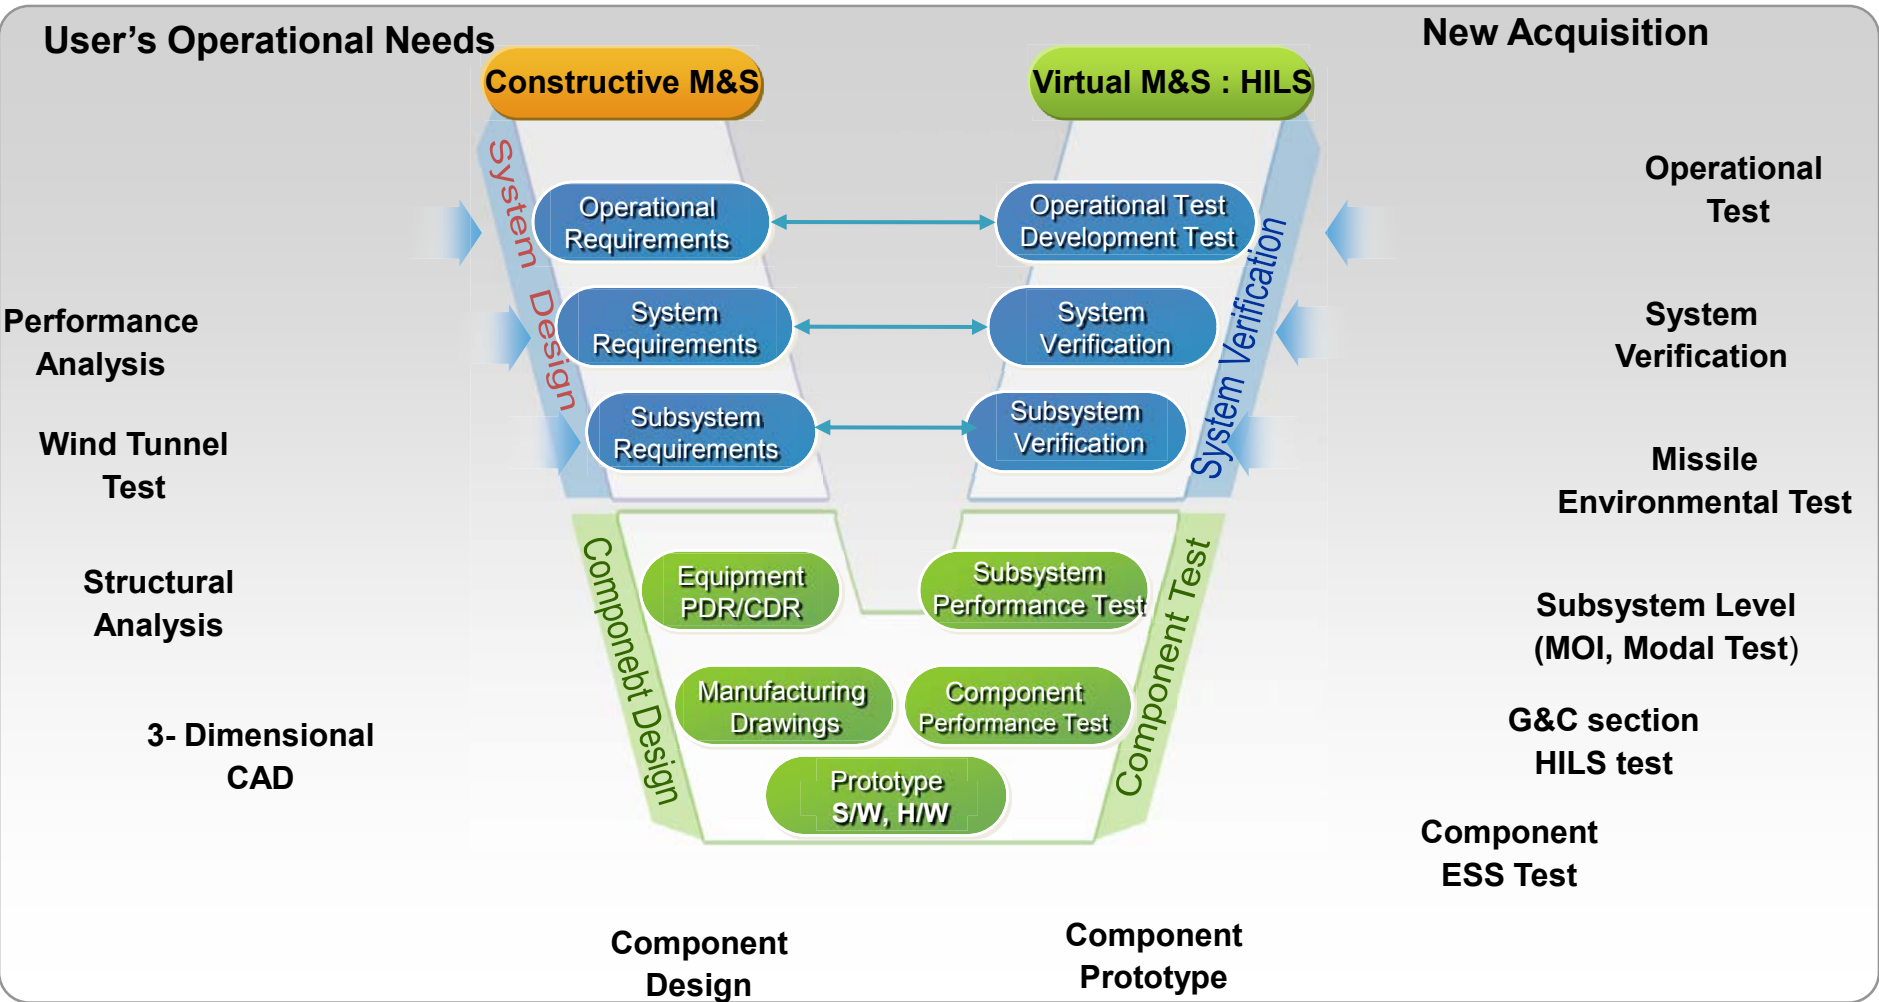 User's Operational Needs
New Acquisition
Constructive M&S
Virtual M&S : HILS
System Design
Operational
Requirements
Operational Test
Development Test
System Verification
Operational
Test
System
Requirements
System
Verification
Performance
Analysis
System
Verification
Subsystem
Requirements
Subsystem
Verification
Wind Tunnel
Test
Missile
Environmental Test
Componebt Design
Equipment
PDR/CDR
Subsystem
Performance Test
Component Test
Structural
Analysis
Subsystem Level
(MOI, Modal Test)
Manufacturing
Drawings
Component
Performance Test
3- Dimensional
CAD
G&C section
HILS test
Prototype
S/W, H/W
Component
ESS Test
Component
Design
Component
Prototype